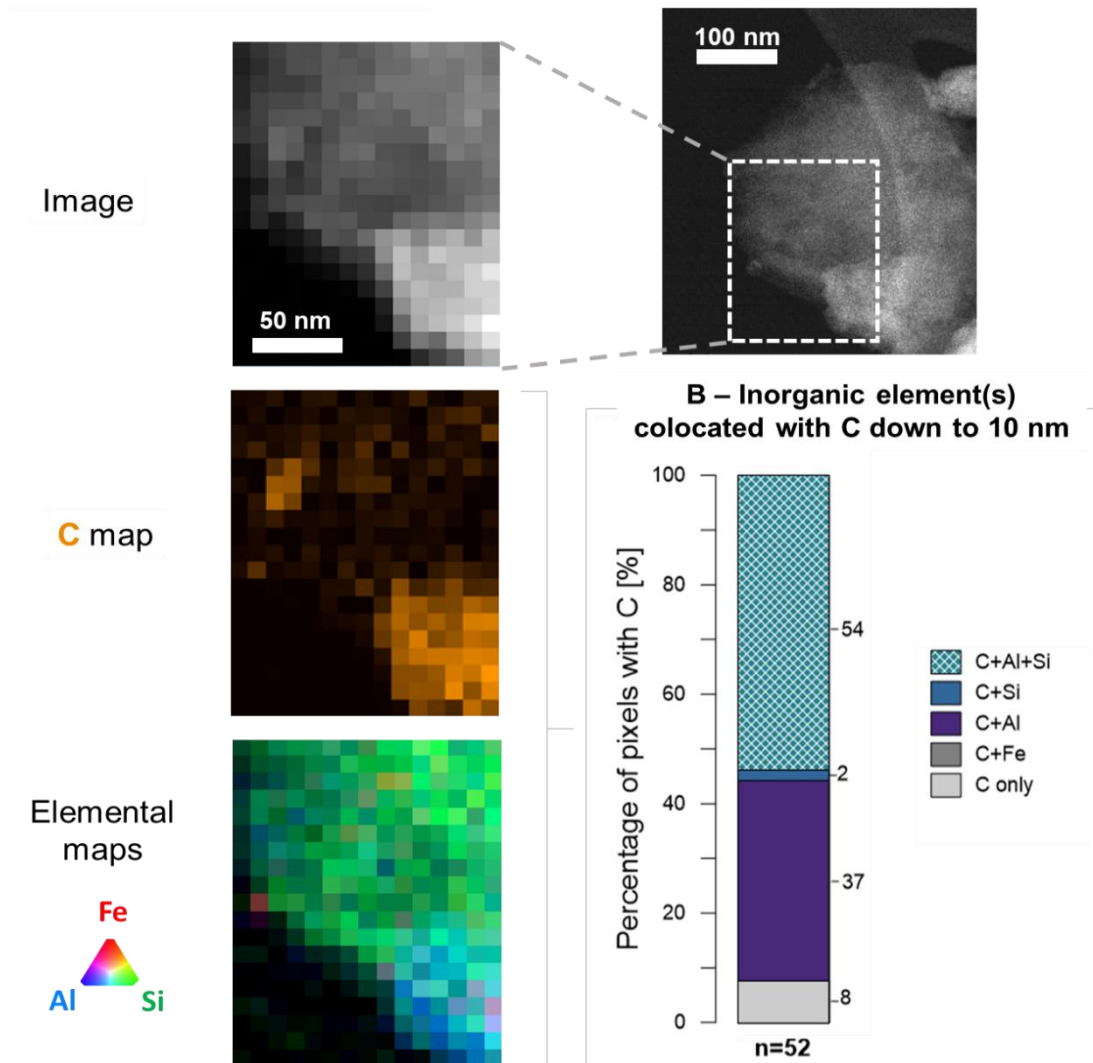 100 nm
Image
50 nm
C map
Elemental
maps
Fe
Al
Si
B – Inorganic element(s)
colocated with C down to 10 nm
Percentage of pixels with C [%]
100
80
60
40
20
0
54
2
37
8
n=52
C+Al+Si
C+Si
C+Al
C+Fe
C only